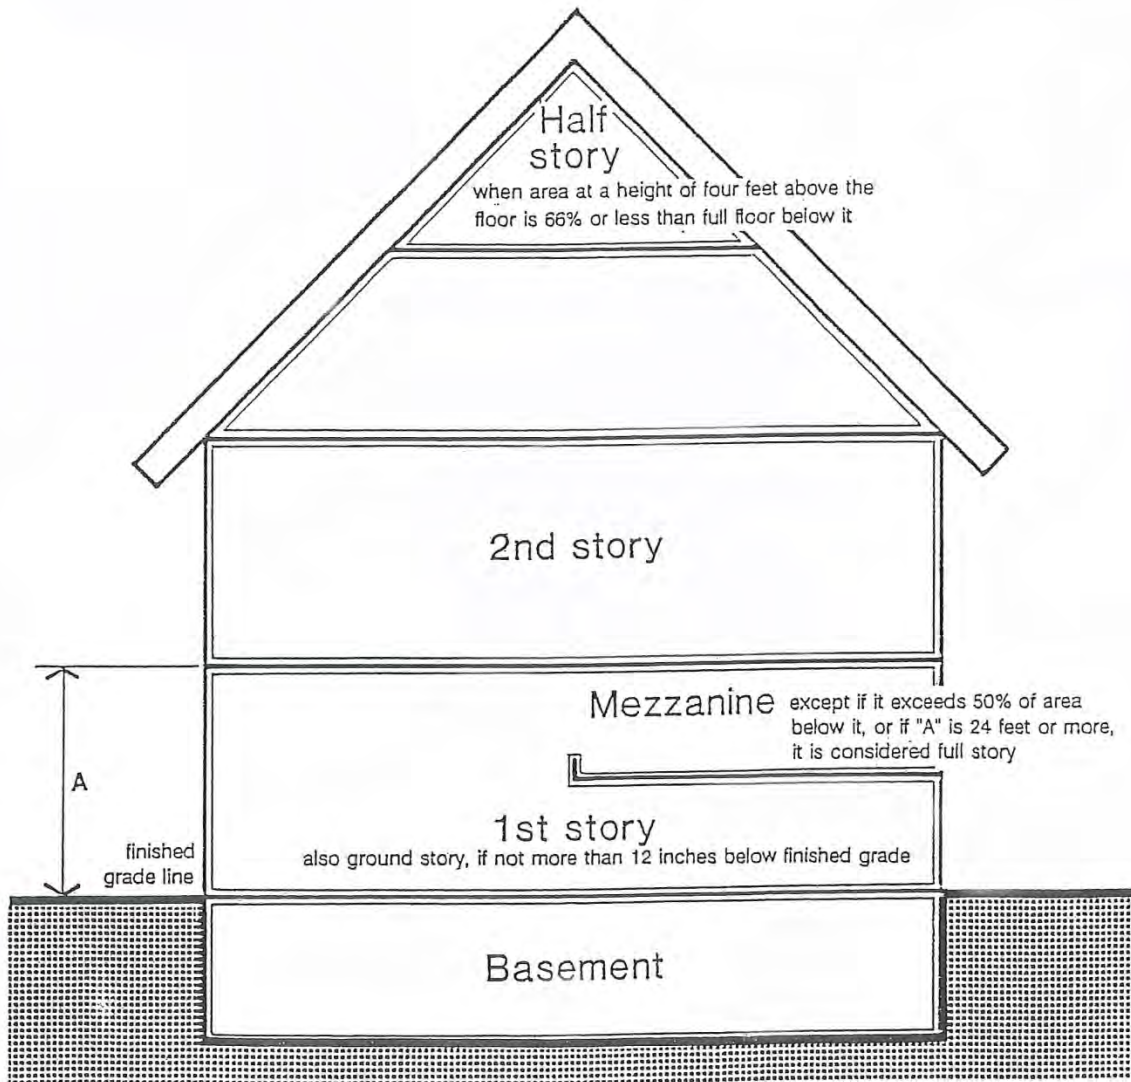 Half
story
when area at a height of four feet above the
floor is 66% or less than full floor below it
2nd story
Mezzanine except if it exceeds 50% of area
below it, or if "A" is 24 feet or more,
it is considered full story
A
1st story
also ground story, if not more than 12 inches below finished grade
finished
grade line
Basement